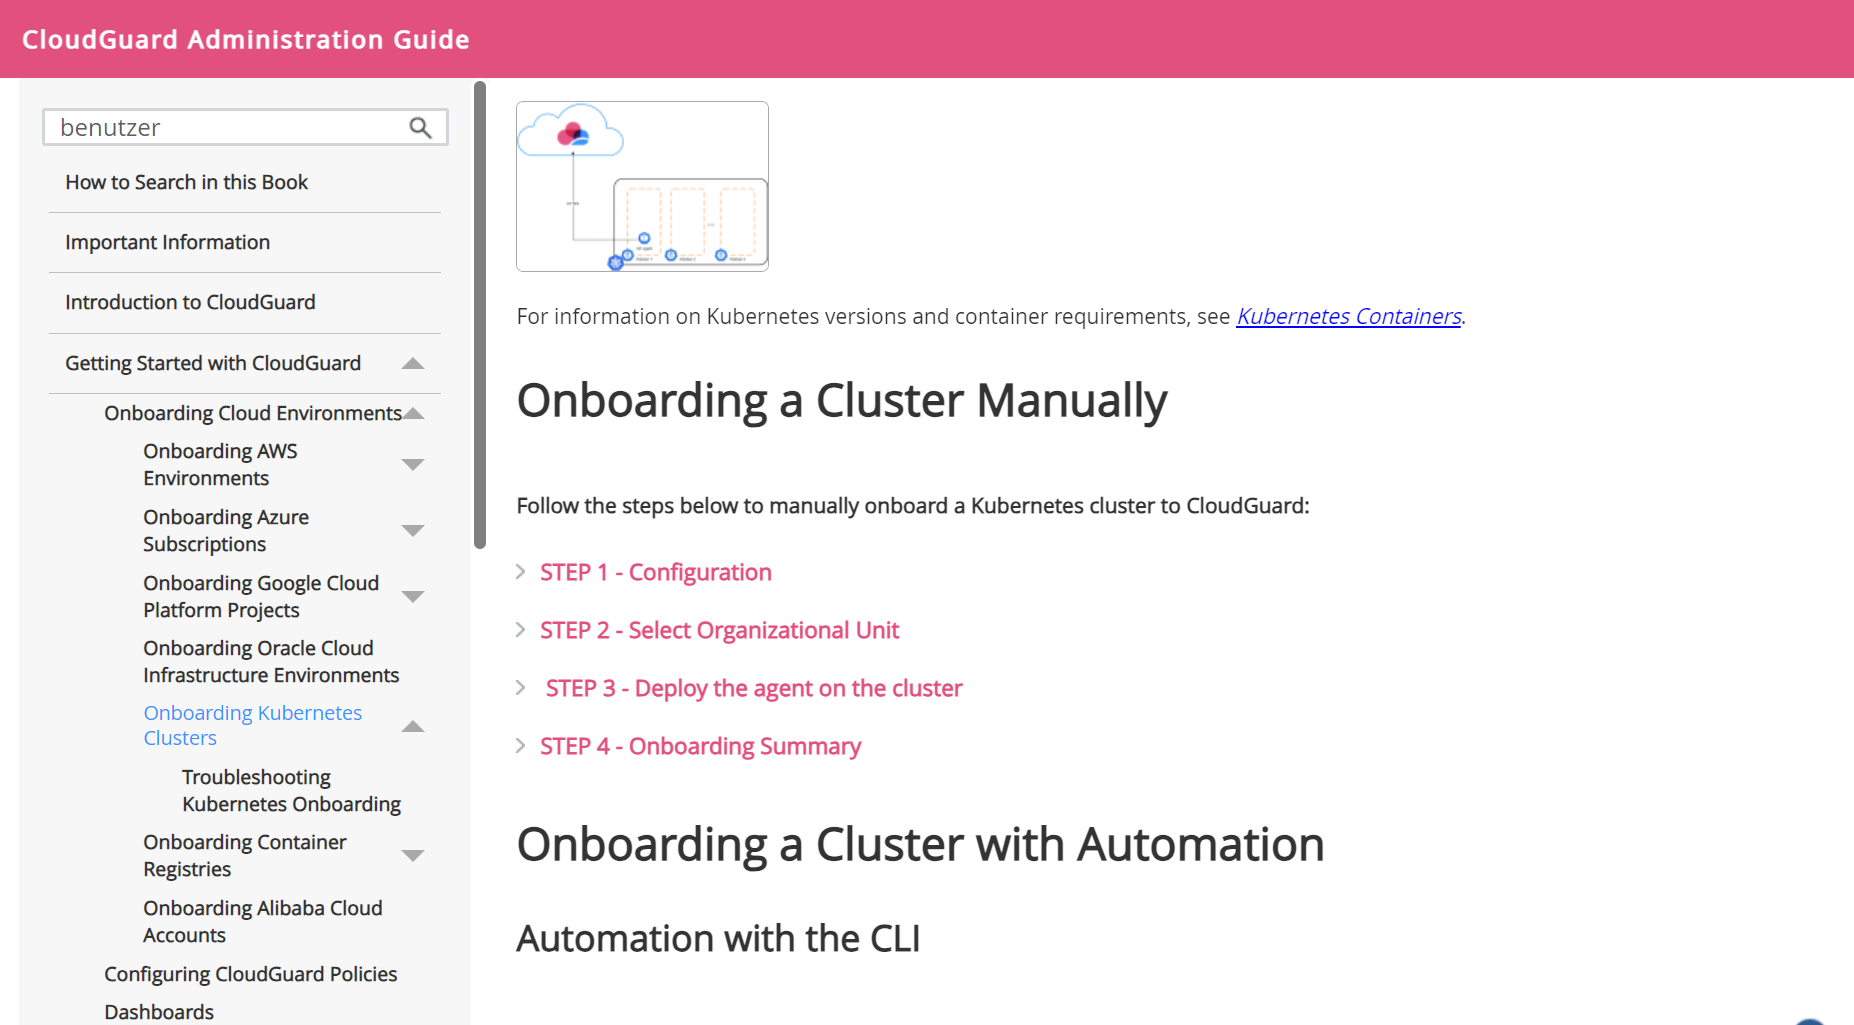 CloudGuard Administration Guide
benutzer
How to Search in this Book
Important Information
Introduction to CloudGuard
Getting Started with CloudGuard
Onboarding Cloud Environments
Onboarding AWS
Environments
Onboarding Azure
Subscriptions
Onboarding Google Cloud
Platform Projects
Onboarding Oracle Cloud
Infrastructure Environments
Onboarding Kubernetes
Clusters
Troubleshooting
Kubernetes Onboarding
Onboarding Container
Registries
Onboarding Alibaba Cloud
Accounts
Configuring CloudGuard Policies
Dashboards
For information on Kubernetes versions and container requirements, see Kubernetes Containers.
Onboarding a Cluster Manually
Follow the steps below to manually onboard a Kubernetes cluster to CloudGuard:
STEP 1 - Configuration
STEP 2 - Select Organizational Unit
STEP 3 - Deploy the agent on the cluster
STEP 4 - Onboarding Summary
Onboarding a Cluster with Automation
Automation with the CLI